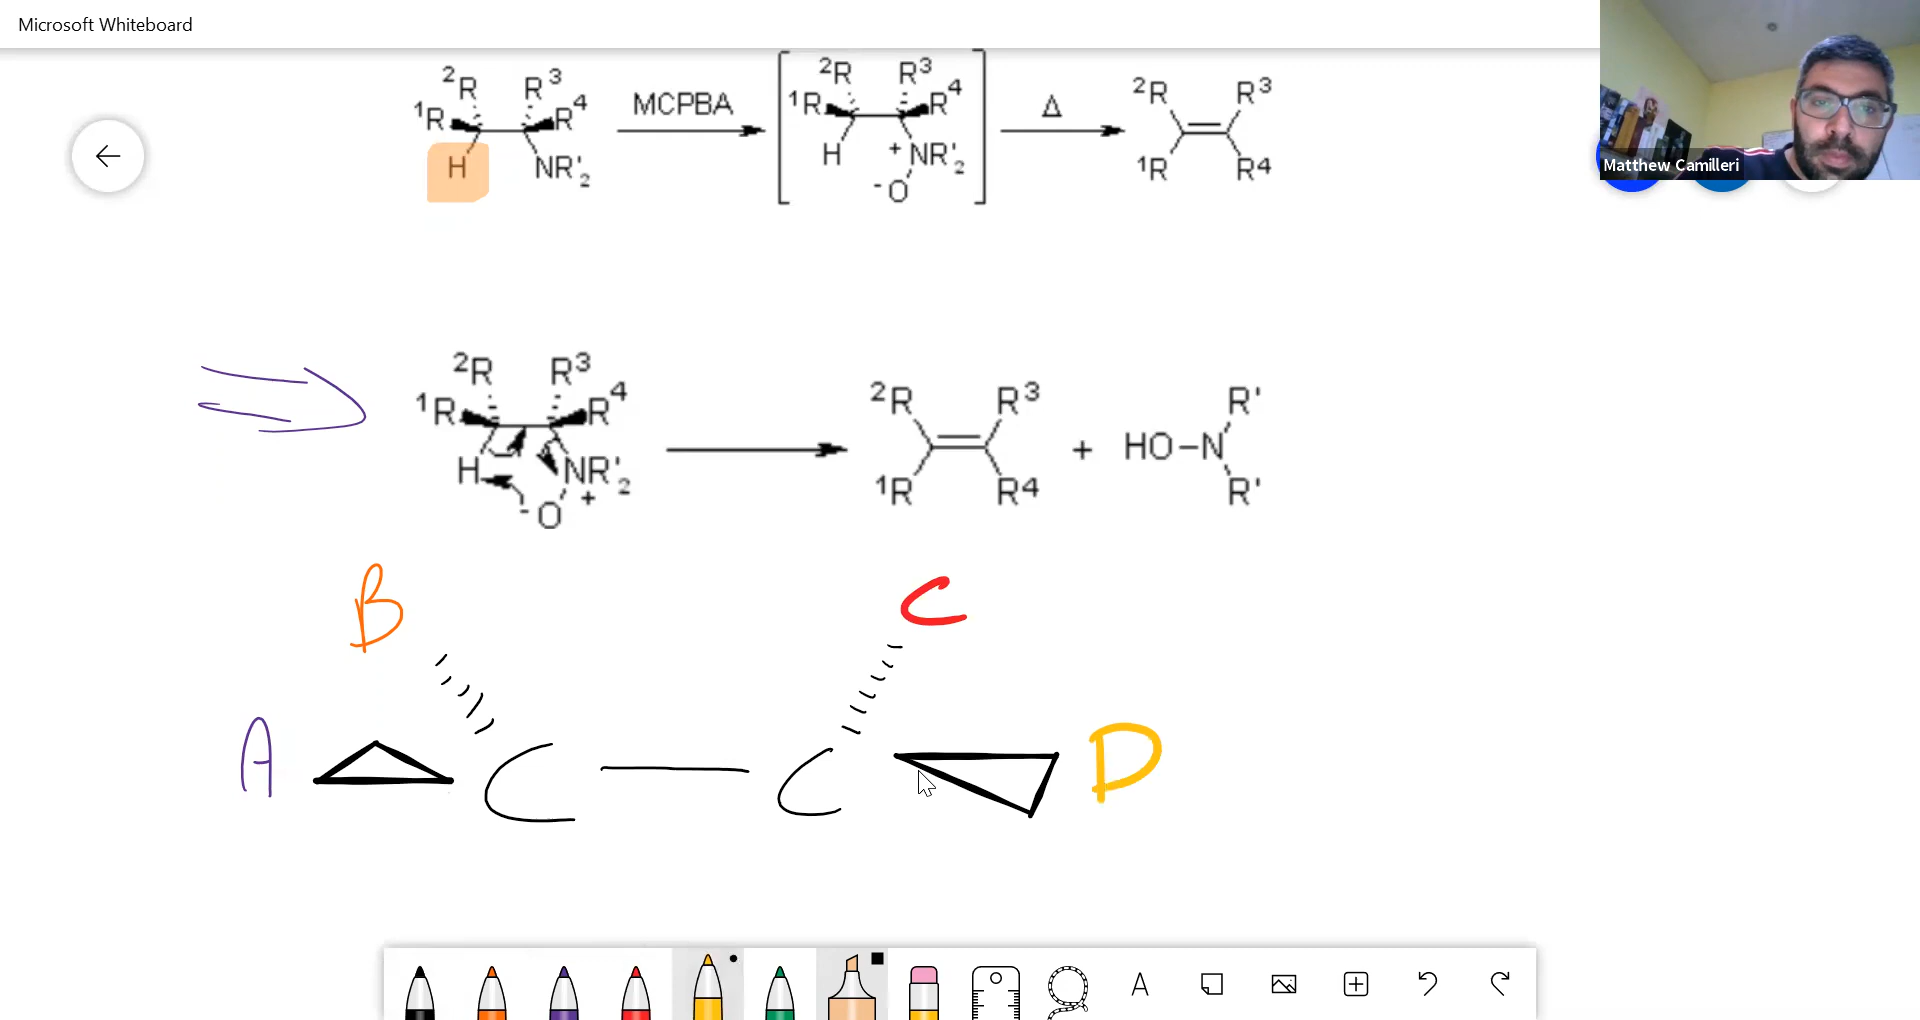 Microsoft Whiteboard
²R R³ ²R R³ ²R R³
¹R R⁴ MCPBA ¹R R⁴ Δ
H NR'₂ H + NR'₂ ¹R R4
-O
Matthew Camilleri
²R R³ ²R R³ R'
¹R R⁴ + HO-N
H NR'₂ ¹R R4 R'
-O +
B C
A C C D
A